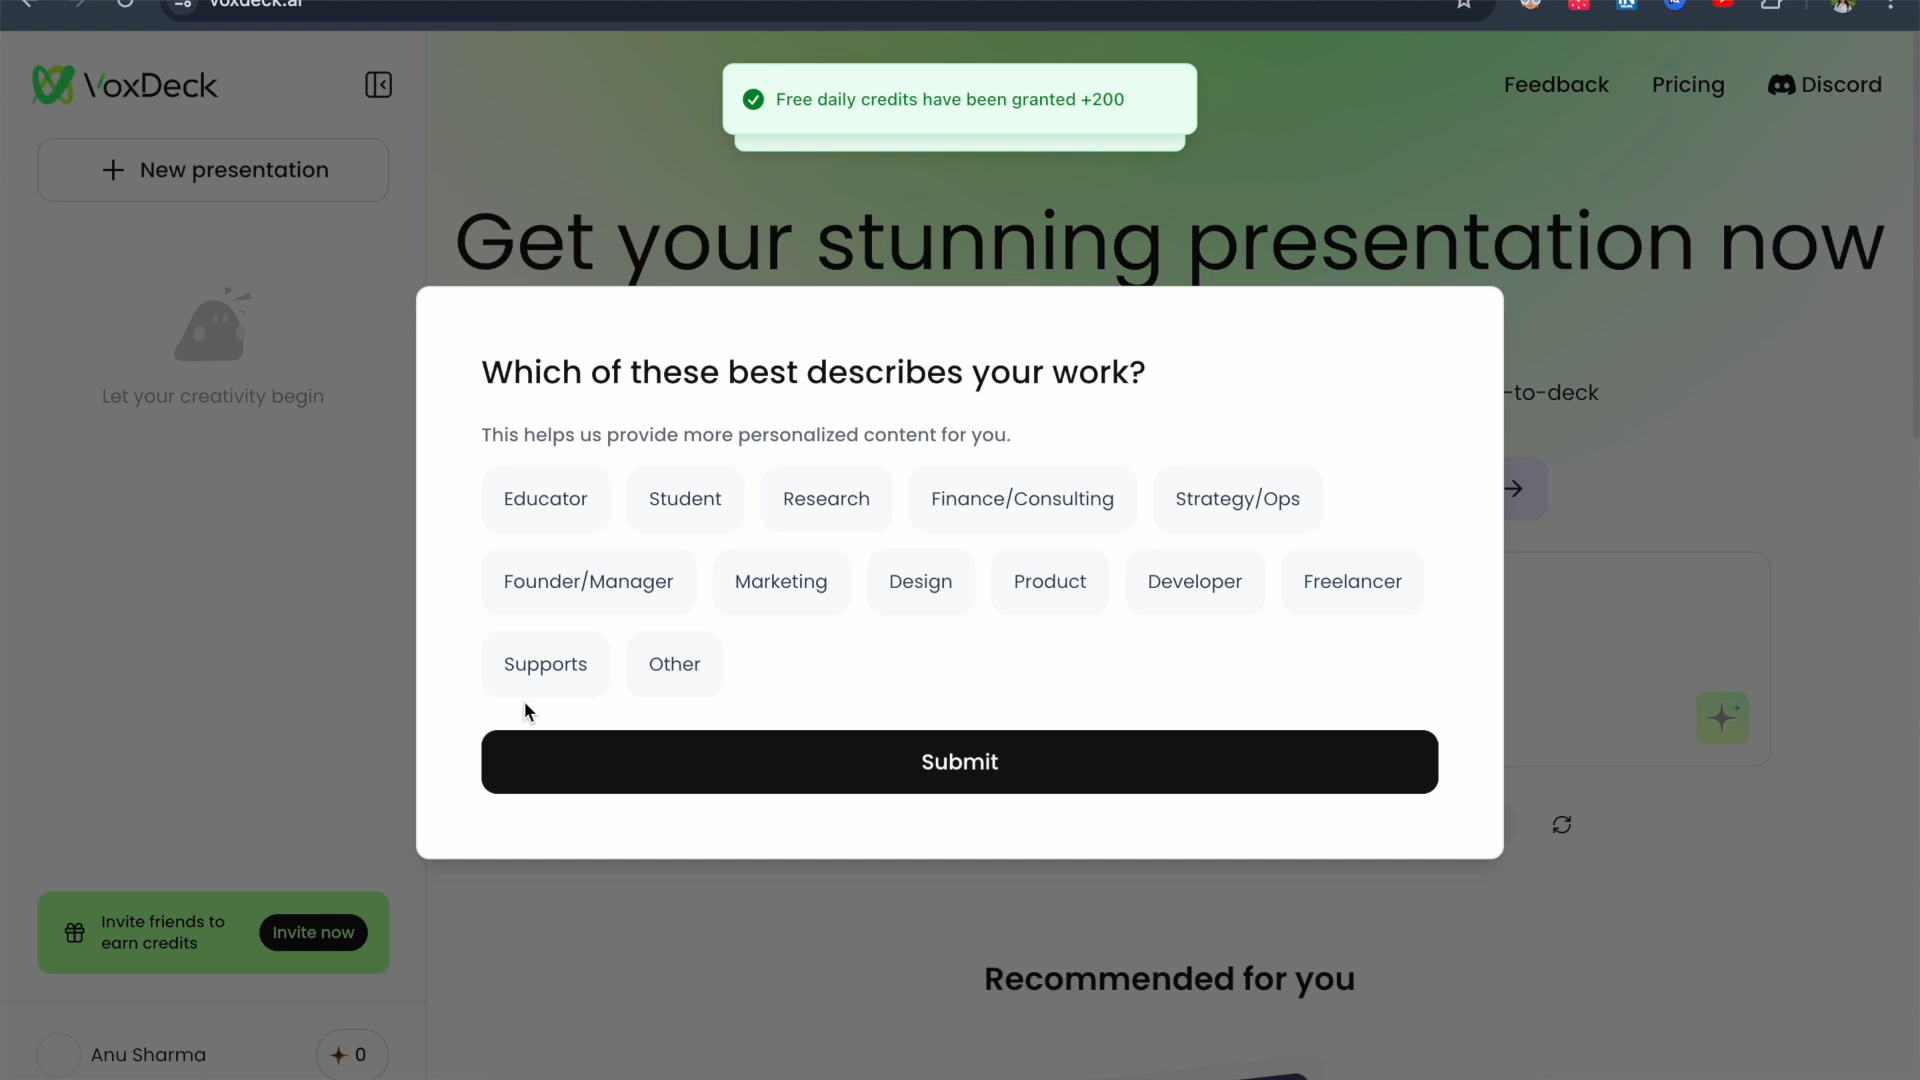 voxdeck.ai
VoxDeck
Free daily credits have been granted +200
Feedback
Pricing
Discord
New presentation
Get your stunning presentation now
Let your creativity begin
-to-deck
Which of these best describes your work?
This helps us provide more personalized content for you.
Educator
Student
Research
Finance/Consulting
Strategy/Ops
Founder/Manager
Marketing
Design
Product
Developer
Freelancer
Supports
Other
Submit
Invite friends to
earn credits
Invite now
Recommended for you
Anu Sharma
0